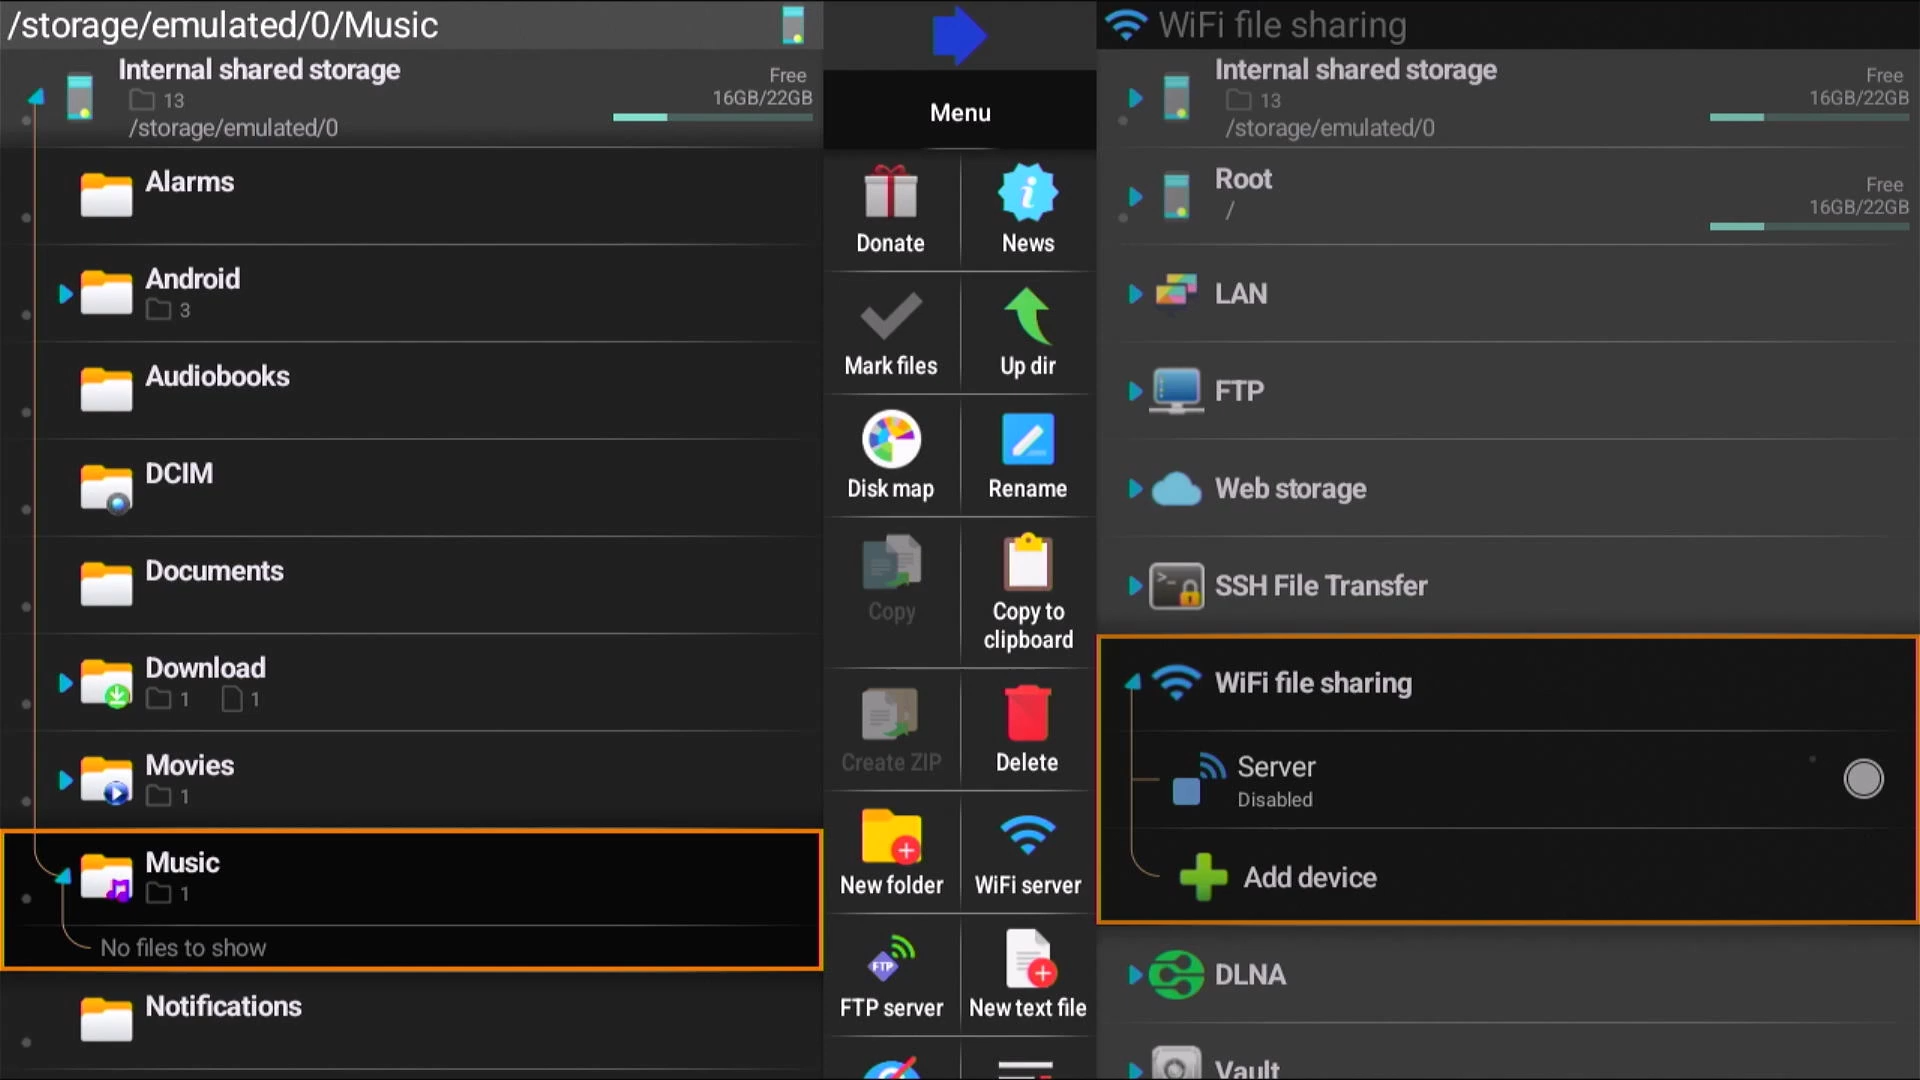 /storage/emulated/0/Music
Internal shared storage
13
/storage/emulated/0
Free
16GB/22GB
Alarms
Android
3
Audiobooks
DCIM
Documents
Download
1 1
Movies
1
Music
1
No files to show
Notifications
Menu
Donate
News
Mark files
Up dir
Disk map
Rename
Copy
Copy to
clipboard
Create ZIP
Delete
New folder
WiFi server
FTP
FTP server
New text file
WiFi file sharing
Internal shared storage
13
/storage/emulated/0
Free
16GB/22GB
Root
/
Free
16GB/22GB
LAN
FTP
Web storage
SSH File Transfer
WiFi file sharing
Server
Disabled
Add device
DLNA
Vault